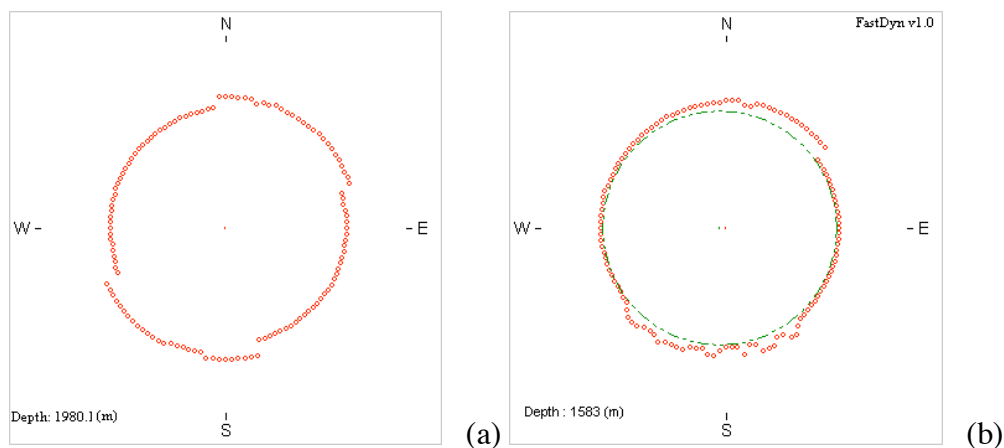 N
W - - E
Depth: 1980.1 (m)
S
(a)
N
FastDyn v1.0
W - - E
Depth : 1583 (m)
S
(b)